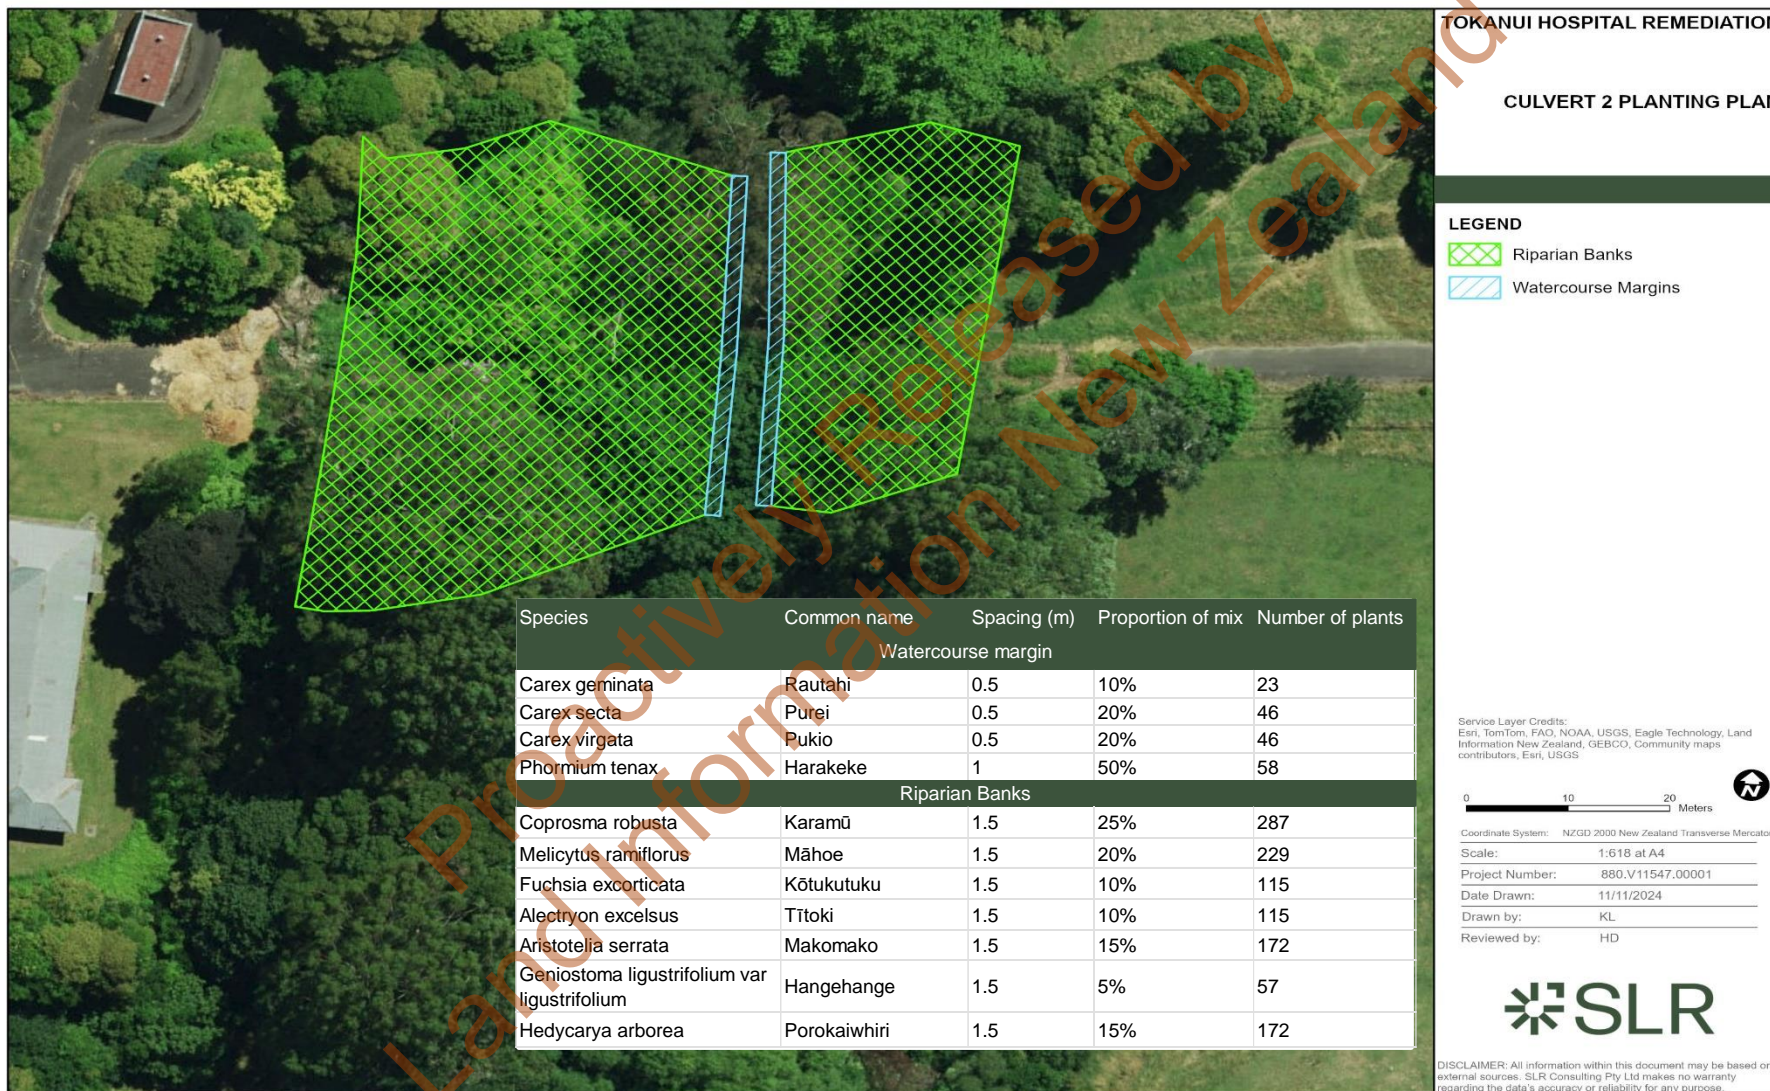 TOKANUI HOSPITAL REMEDIATION
CULVERT 2 PLANTING PLAN
LEGEND
Riparian Banks
Watercourse Margins
Species Common name Spacing (m) Proportion of mix Number of plants
Watercourse margin
Carex geminata Rautahi 0.5 10% 23
Carex secta Purei 0.5 20% 46
Carex virgata Pukio 0.5 20% 46
Phormium tenax Harakeke 1 50% 58
Riparian Banks
Coprosma robusta Karamū 1.5 25% 287
Melicytus ramiflorus Māhoe 1.5 20% 229
Fuchsia excorticata Kōtukutuku 1.5 10% 115
Alectryon excelsus Tītoki 1.5 10% 115
Aristotelia serrata Makomako 1.5 15% 172
Geniostoma ligustrifolium var
ligustrifolium Hangehange 1.5 5% 57
Hedycarya arborea Porokaiwhiri 1.5 15% 172
Service Layer Credits:
Esri, TomTom, FAO, NOAA, USGS, Eagle Technology, Land
Information New Zealand, GEBCO, Community maps
contributors, Esri, USGS
N
0 10 20
Meters
Coordinate System: NZGD 2000 New Zealand Transverse Mercator
Scale: 1:618 at A4
Project Number: 880.V11547.00001
Date Drawn: 11/11/2024
Drawn by: KL
Reviewed by: HD
SLR
DISCLAIMER: All information within this document may be based on
external sources. SLR Consulting Pty Ltd makes no warranty
regarding the data's accuracy or reliability for any purpose.
Proactively Released by
Land Information New Zealand